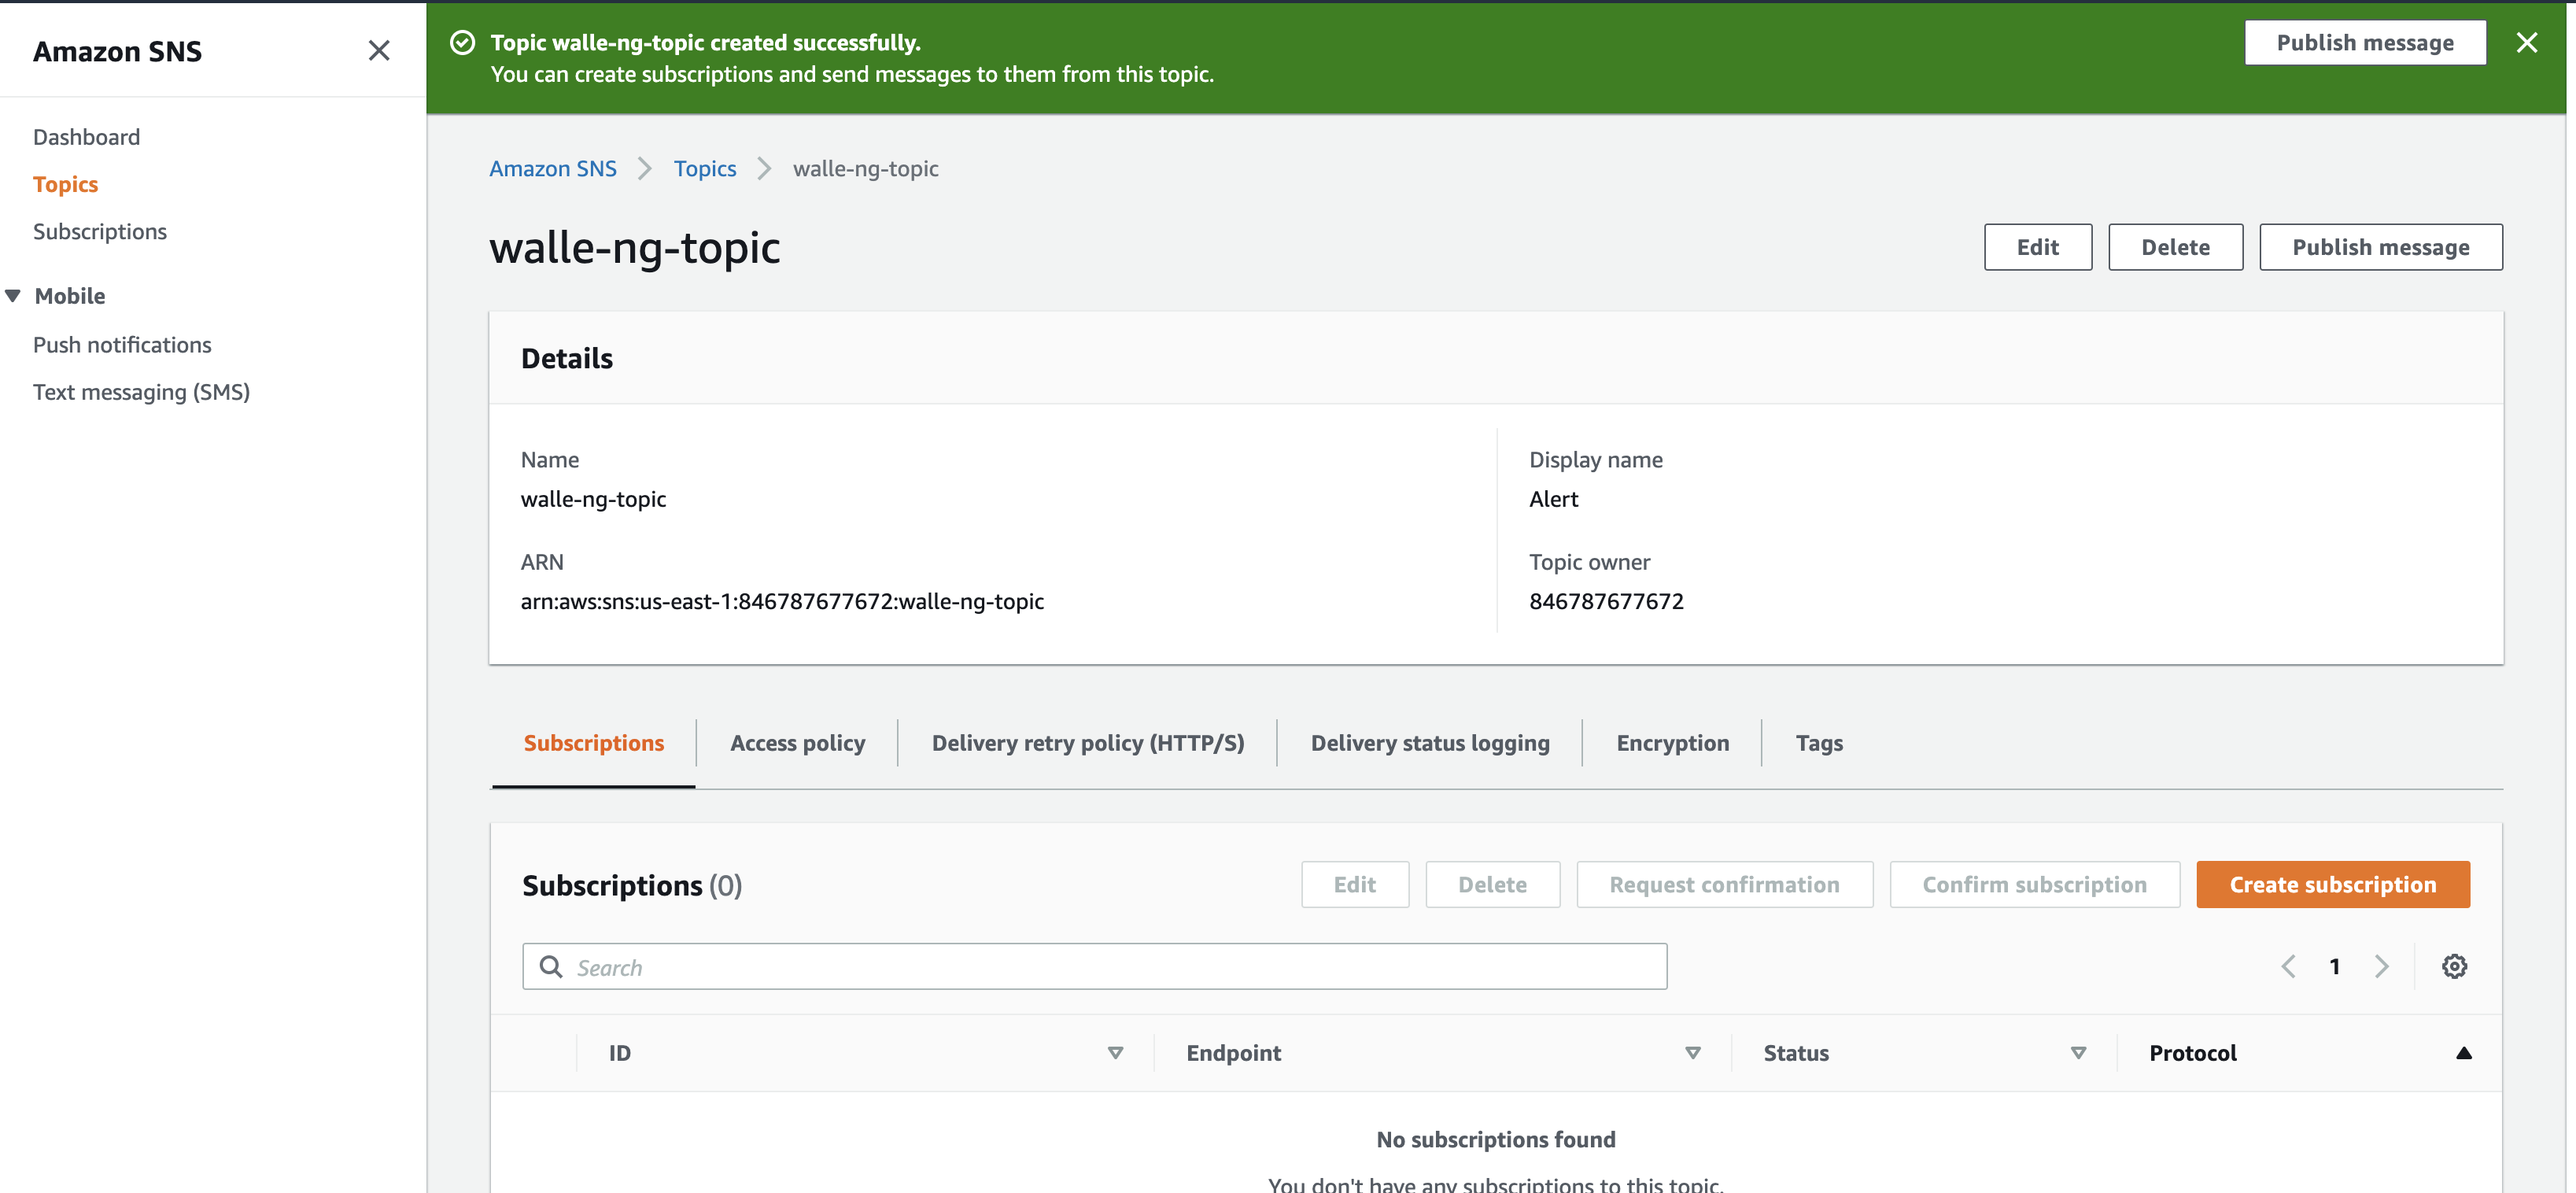 Amazon SNS
Dashboard
Topics
Subscriptions
Mobile
Push notifications
Text messaging (SMS)
Topic walle-ng-topic created successfully.
You can create subscriptions and send messages to them from this topic.
Publish message
Amazon SNS
Topics
walle-ng-topic
walle-ng-topic
Edit
Delete
Publish message
Details
Name
walle-ng-topic
ARN
arn:aws:sns:us-east-1:846787677672:walle-ng-topic
Display name
Alert
Topic owner
846787677672
Subscriptions
Access policy
Delivery retry policy (HTTP/S)
Delivery status logging
Encryption
Tags
Subscriptions (0)
Edit
Delete
Request confirmation
Confirm subscription
Create subscription
Search
1
ID
Endpoint
Status
Protocol
No subscriptions found
You don't have any subscriptions to this topic.